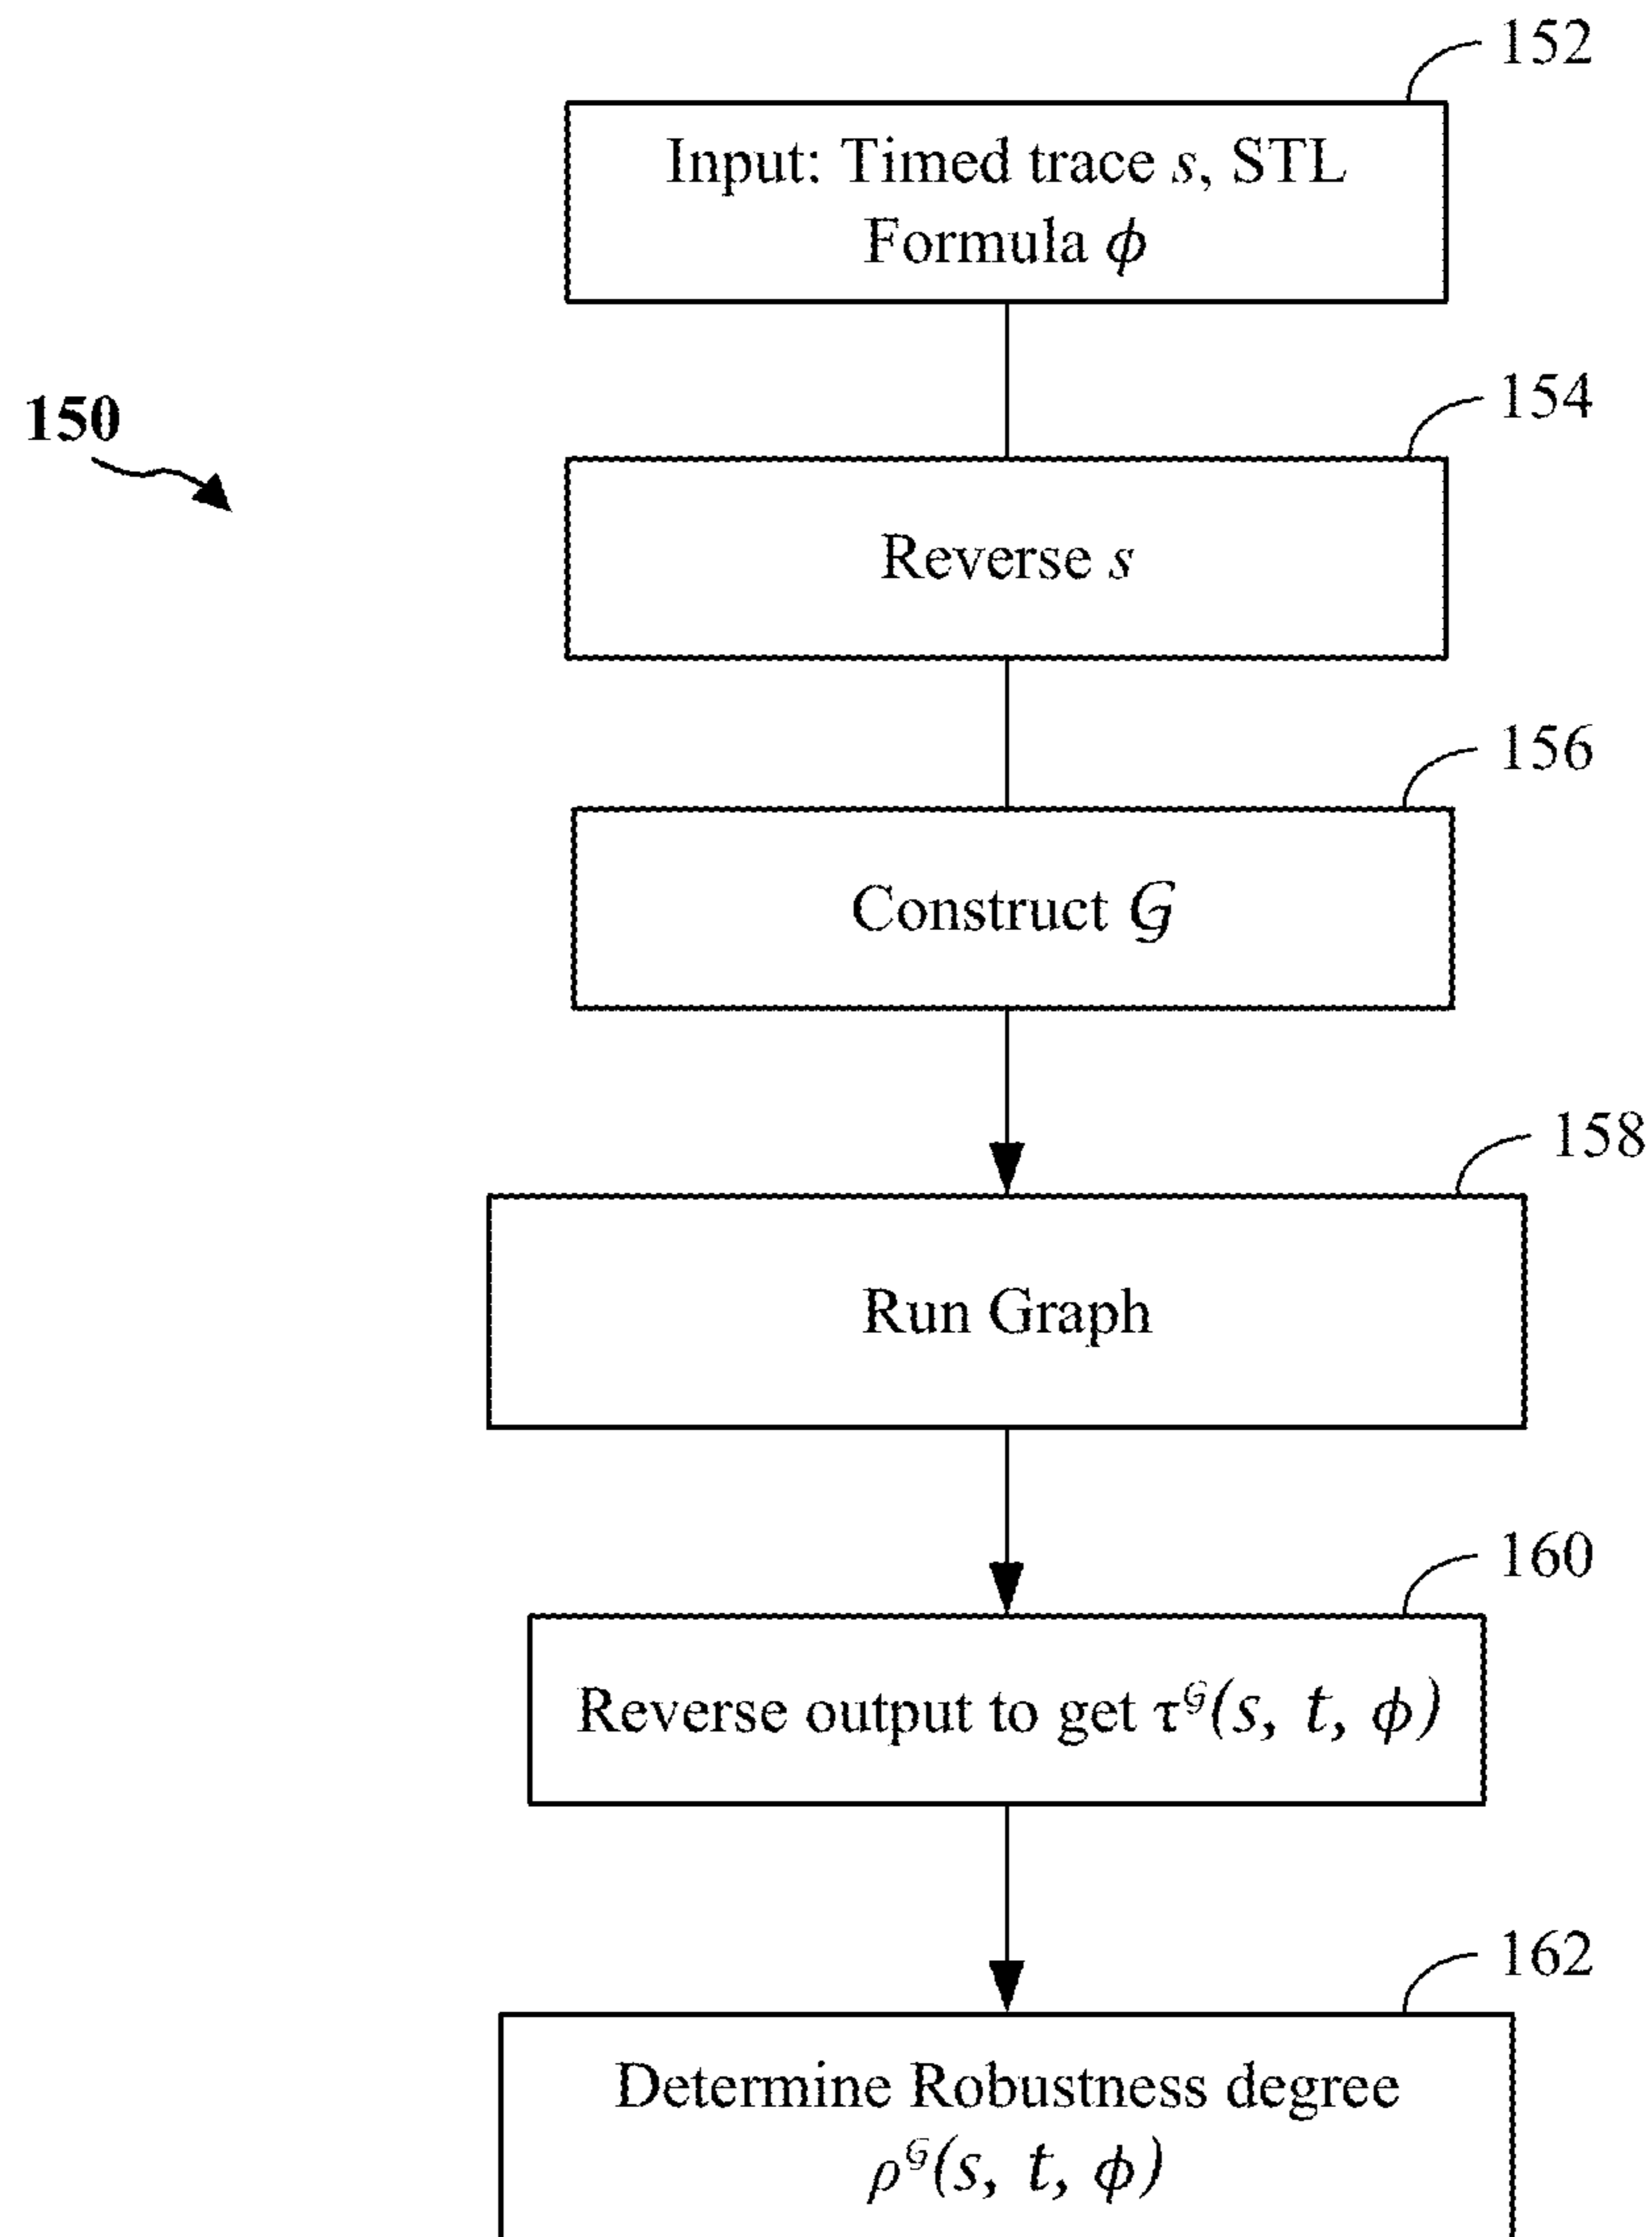 152
Input: Timed trace s, STL
Formula ϕ
154
150
Reverse s
156
Construct 𝒢
158
Run Graph
160
Reverse output to get τ^𝒢(s, t, ϕ)
162
Determine Robustness degree
ρ^𝒢(s, t, ϕ)